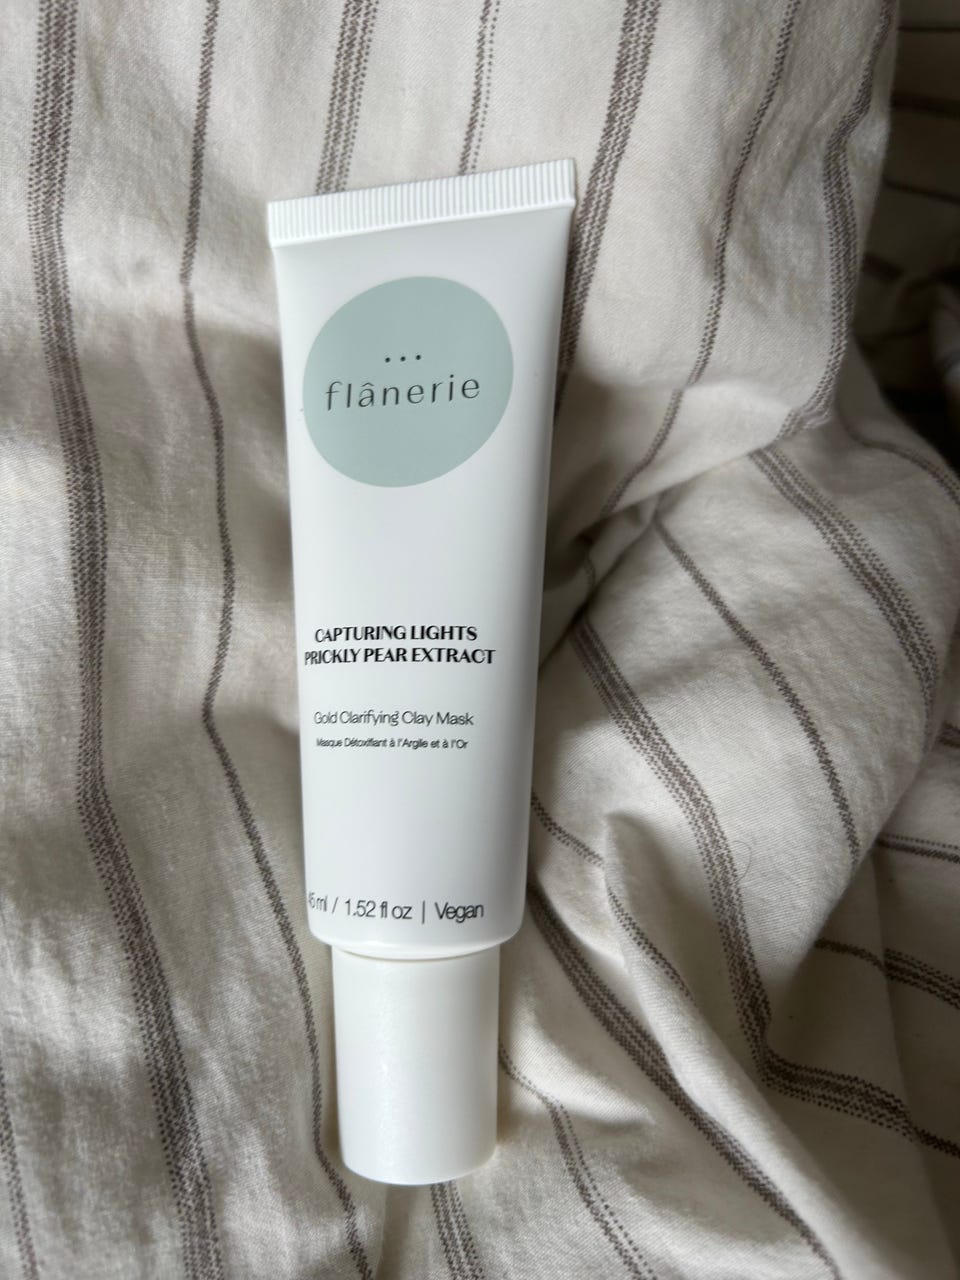 flânerie
CAPTURING LIGHTS
PRICKLY PEAR EXTRACT
Gold Clarifying Clay Mask
Masque Détoxifiant à l'Argile et à l'Or
45 ml / 1.52 fl oz | Vegan